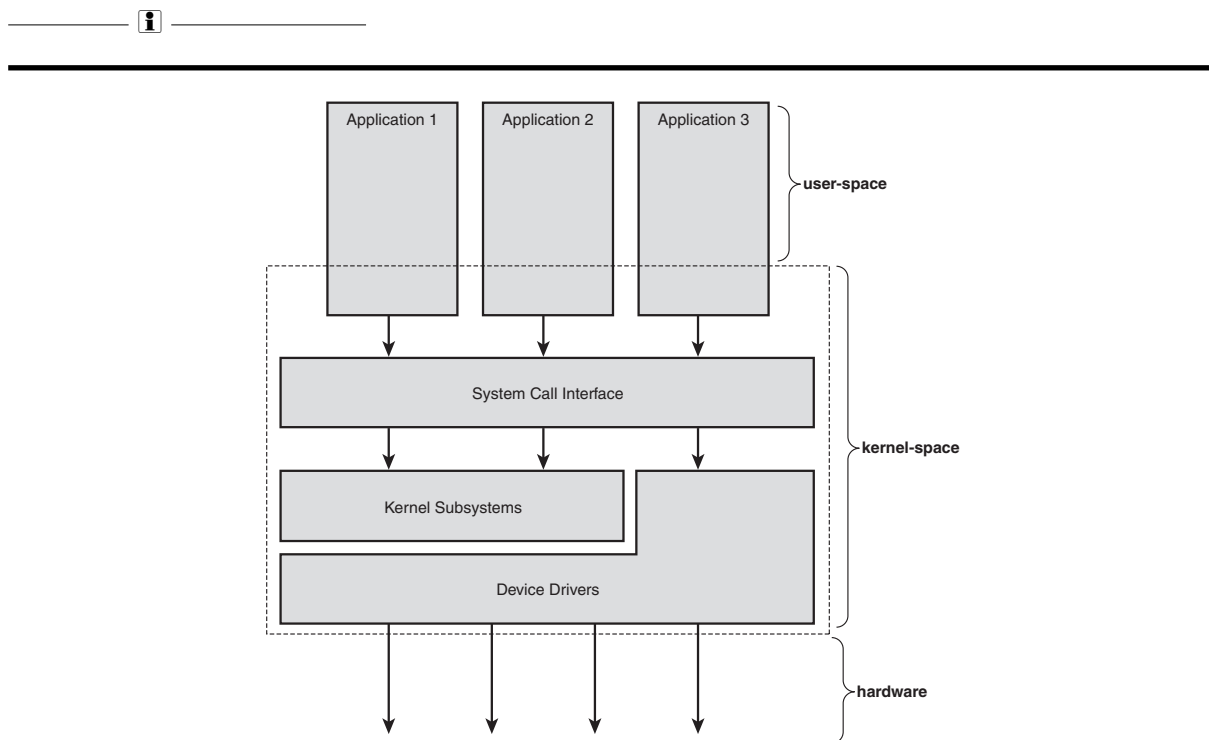 i
Application 1
Application 2
Application 3
user-space
System Call Interface
kernel-space
Kernel Subsystems
Device Drivers
hardware